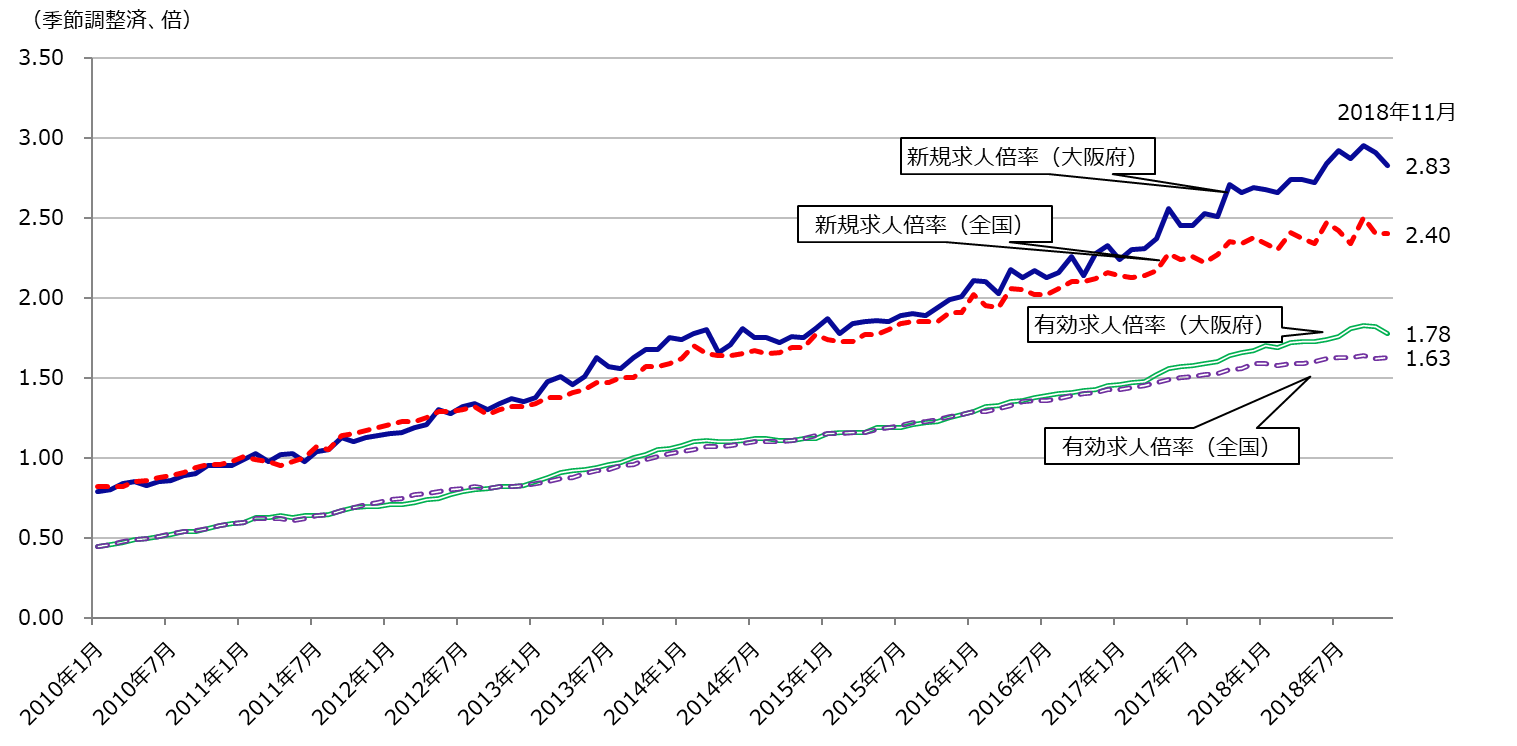 （季節調整済、倍）
3.50
3.00
2.50
2.00
1.50
1.00
0.50
0.00
2018年11月
新規求人倍率（大阪府）
2.83
新規求人倍率（全国）
2.40
有効求人倍率（大阪府）
1.78
1.63
有効求人倍率（全国）
2010年1月
2010年7月
2011年1月
2011年7月
2012年1月
2012年7月
2013年1月
2013年7月
2014年1月
2014年7月
2015年1月
2015年7月
2016年1月
2016年7月
2017年1月
2017年7月
2018年1月
2018年7月